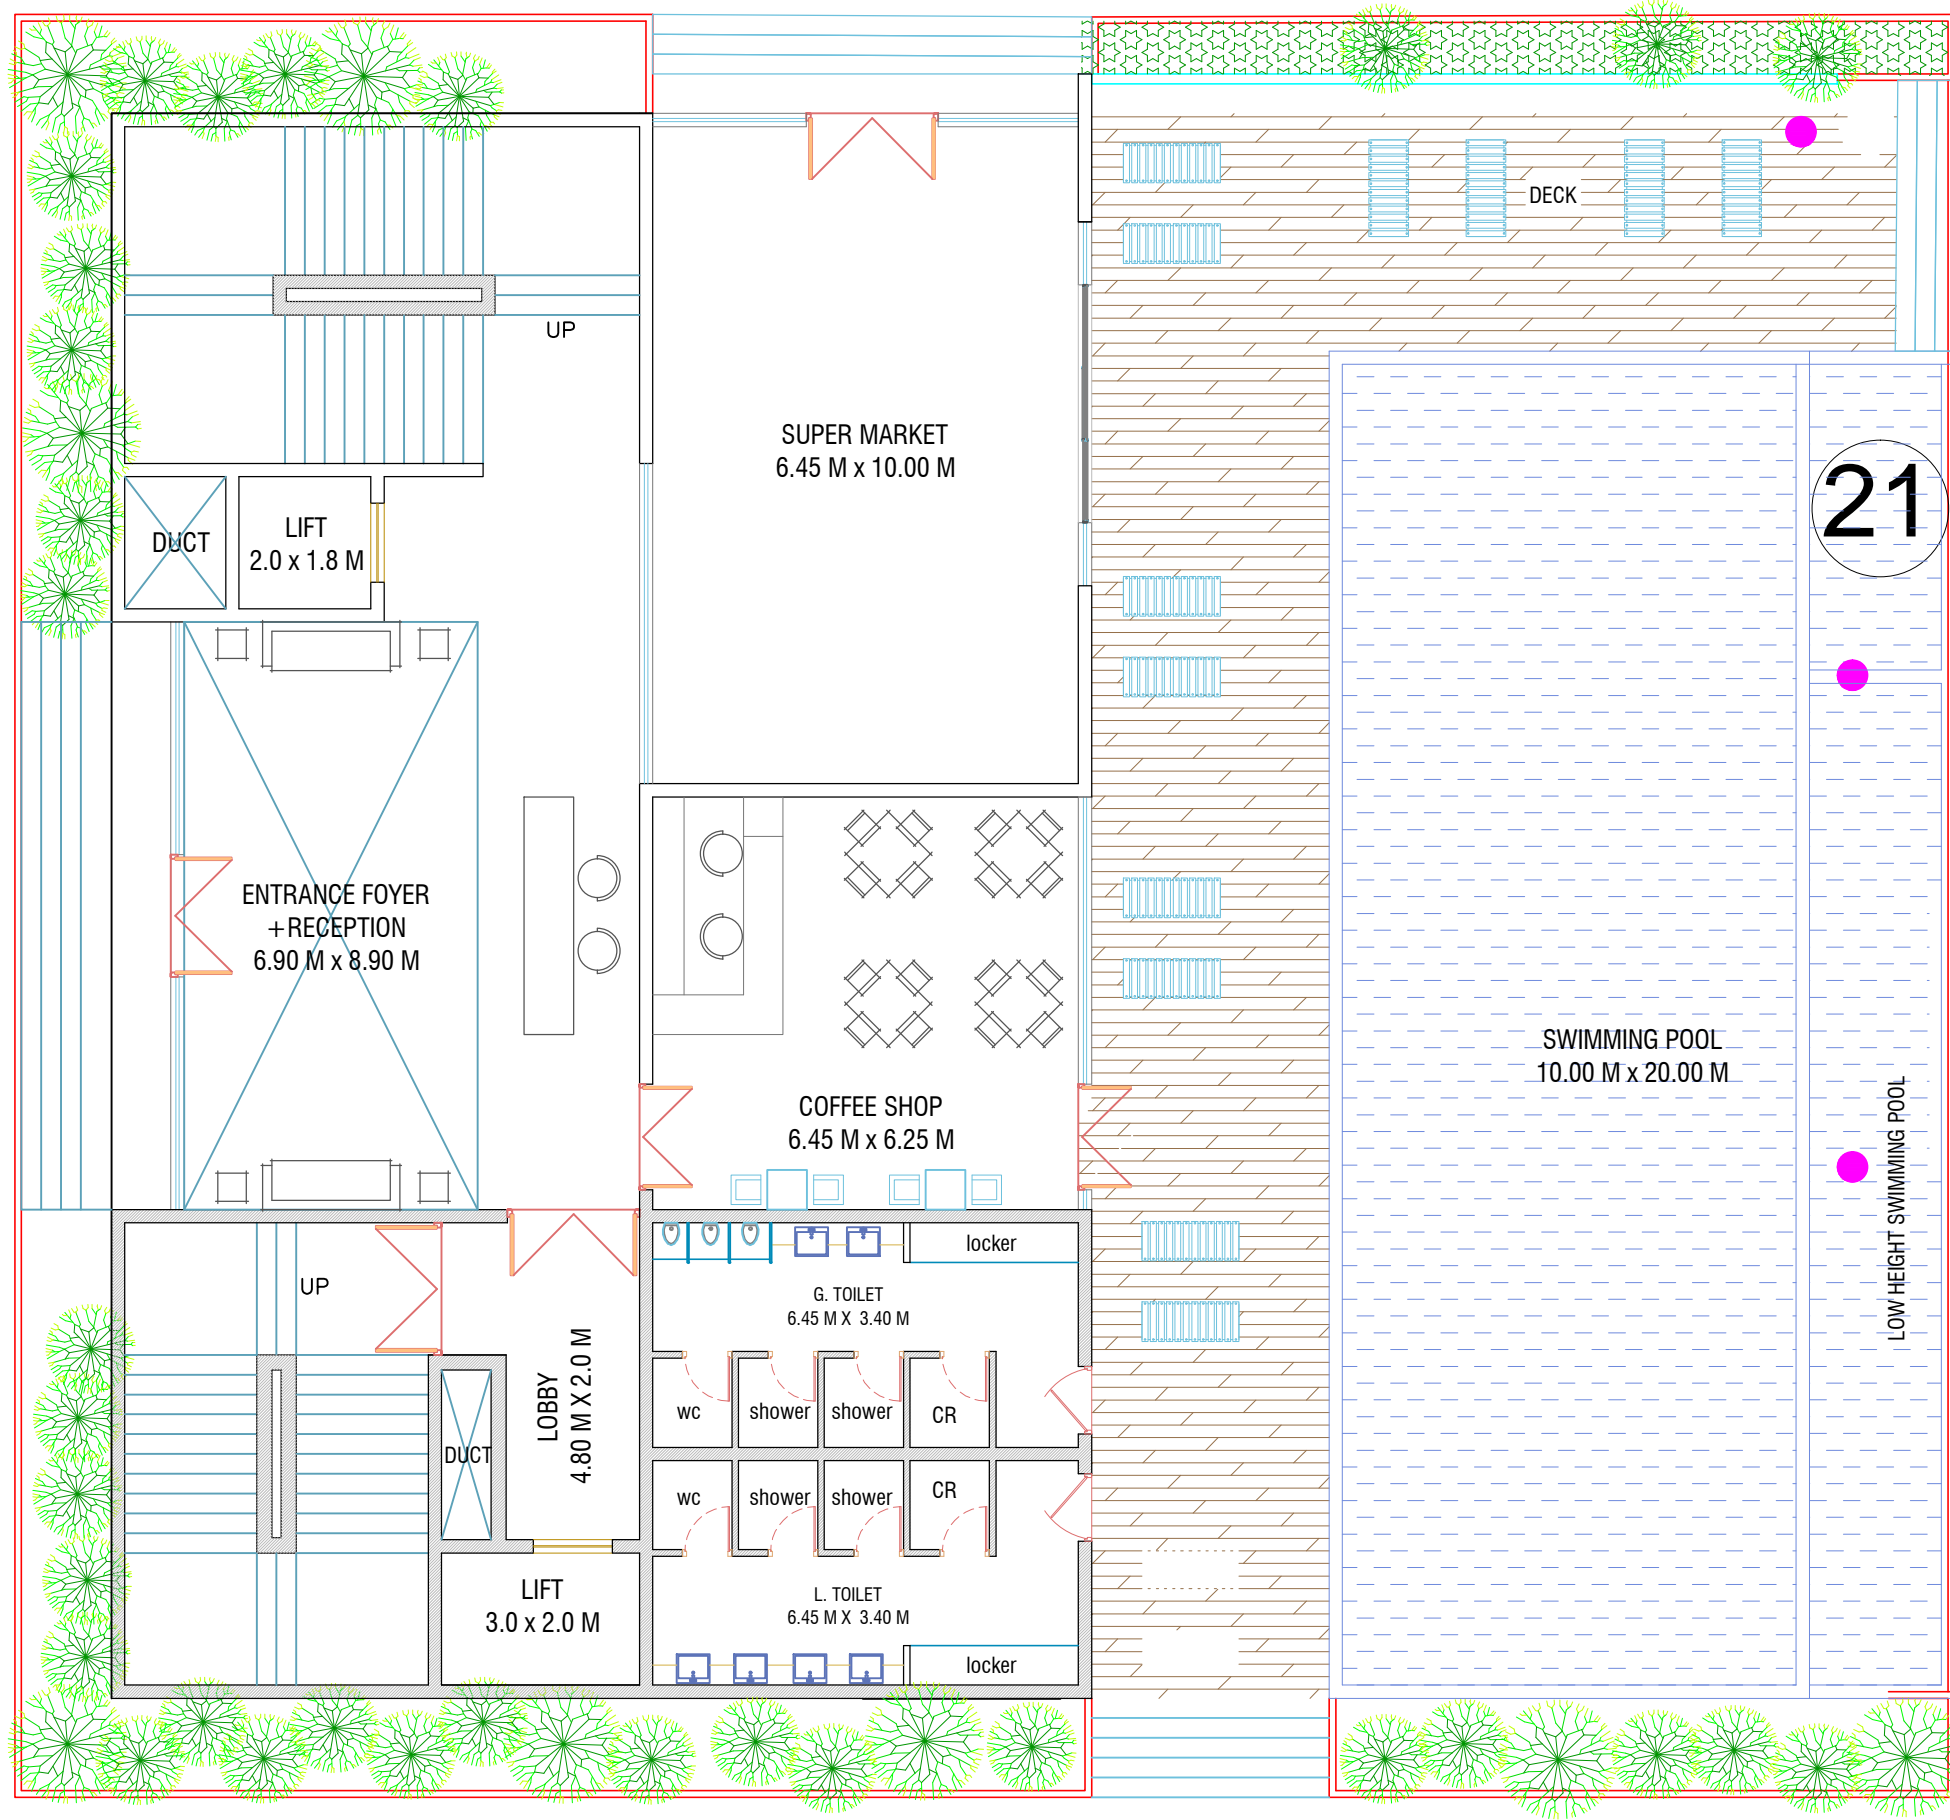 DECK
UP
SUPER MARKET
6.45 M x 10.00 M
21
DUCT
LIFT
2.0 x 1.8 M
ENTRANCE FOYER
+RECEPTION
6.90 M x 8.90 M
SWIMMING POOL
10.00 M x 20.00 M
LOW HEIGHT SWIMMING POOL
COFFEE SHOP
6.45 M x 6.25 M
locker
UP
G. TOILET
6.45 M X 3.40 M
LOBBY
4.80 M X 2.0 M
wc
shower
shower
CR
DUCT
wc
shower
shower
CR
LIFT
3.0 x 2.0 M
L. TOILET
6.45 M X 3.40 M
locker